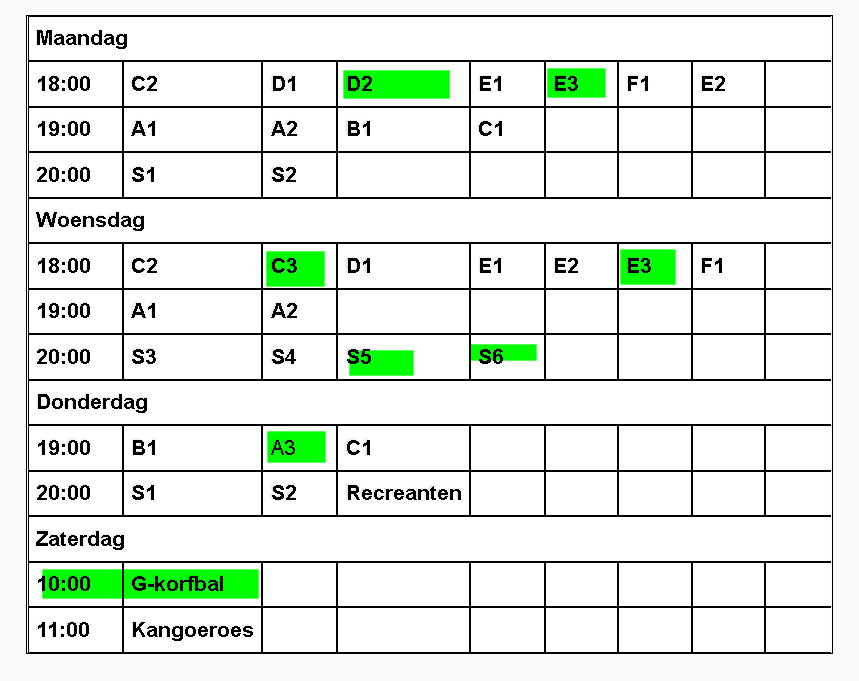 Maandag
18:00 C2 D1 D2 E1 E3 F1 E2
19:00 A1 A2 B1 C1
20:00 S1 S2
Woensdag
18:00 C2 C3 D1 E1 E2 E3 F1
19:00 A1 A2
20:00 S3 S4 S5 S6
Donderdag
19:00 B1 A3 C1
20:00 S1 S2 Recreanten
Zaterdag
10:00 G-korfbal
11:00 Kangoeroes